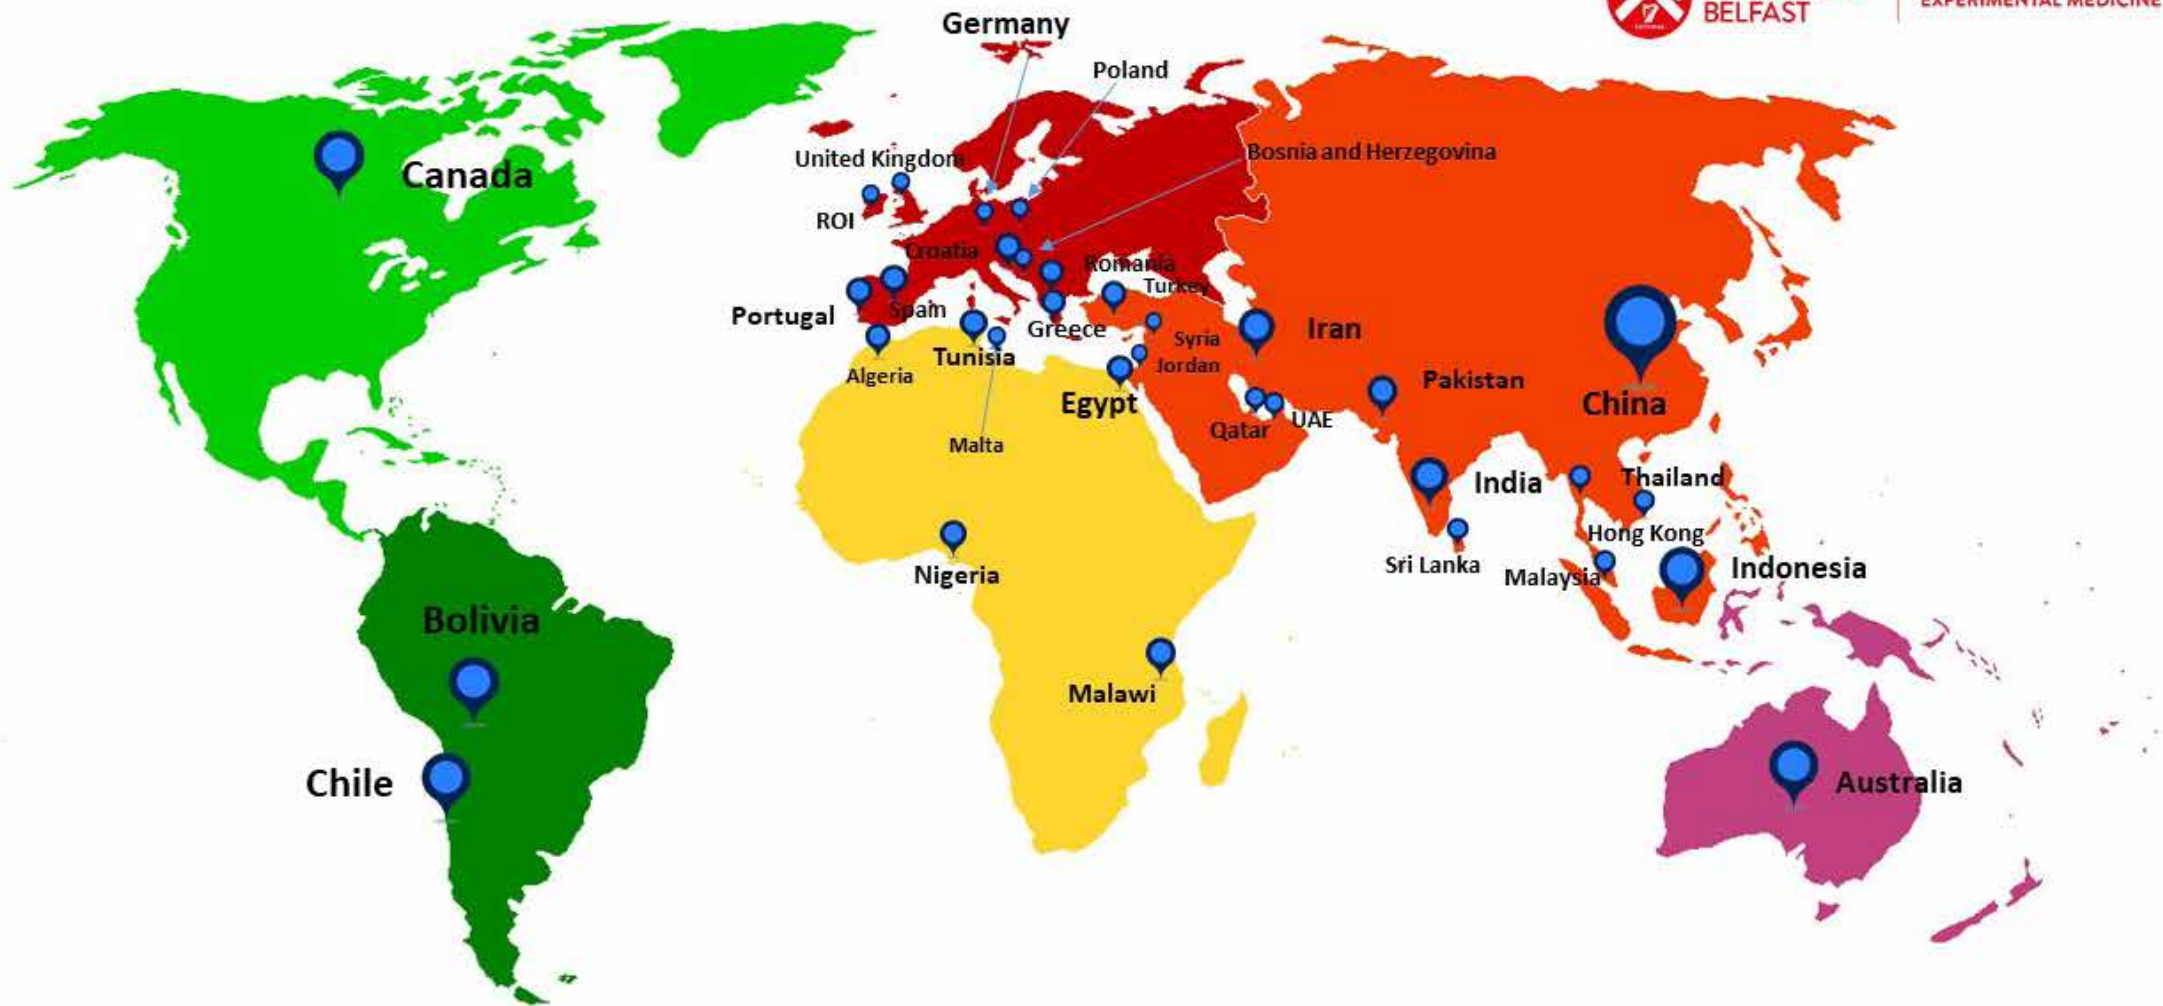 BELFAST
EXPERIMENTAL MEDICINE
Germany
Poland
United Kingdom
Bosnia and Herzegovina
Canada
ROI
Croatia
Romania
Turkey
Portugal
Spain
Greece
Iran
Syria
Tunisia
Jordan
Algeria
Pakistan
Egypt
China
UAE
Qatar
Malta
Thailand
India
Hong Kong
Sri Lanka
Indonesia
Malaysia
Nigeria
Bolivia
Malawi
Chile
Australia